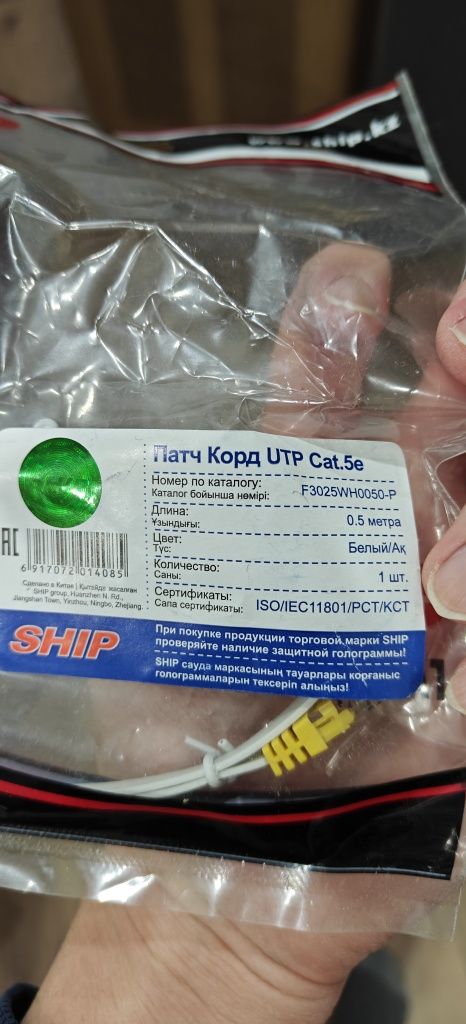 ship.kz
Патч Корд UTP Cat.5e
Номер по каталогу:
Каталог бойынша нөмірі: F3025WH0050-P
Длина:
Ұзындығы: 0.5 метра
Цвет:
Түс: Белый/Ақ
Количество:
Саны: 1 шт.
Сертификаты:
Сапа сертификаты: ISO/IEC11801/РСТ/КСТ
6 917072 014085
Сделано в Китае | Қытайда жасалған
SHIP group, Huanzhen N. Rd.,
Jiangshan Town, Yinzhou, Ningbo, Zhejiang.
SHIP
При покупке продукции торговой марки SHIP
проверяйте наличие защитной голограммы!
SHIP сауда маркасының тауарлары қорғаныс
голограммаларын тексеріп алыңыз!